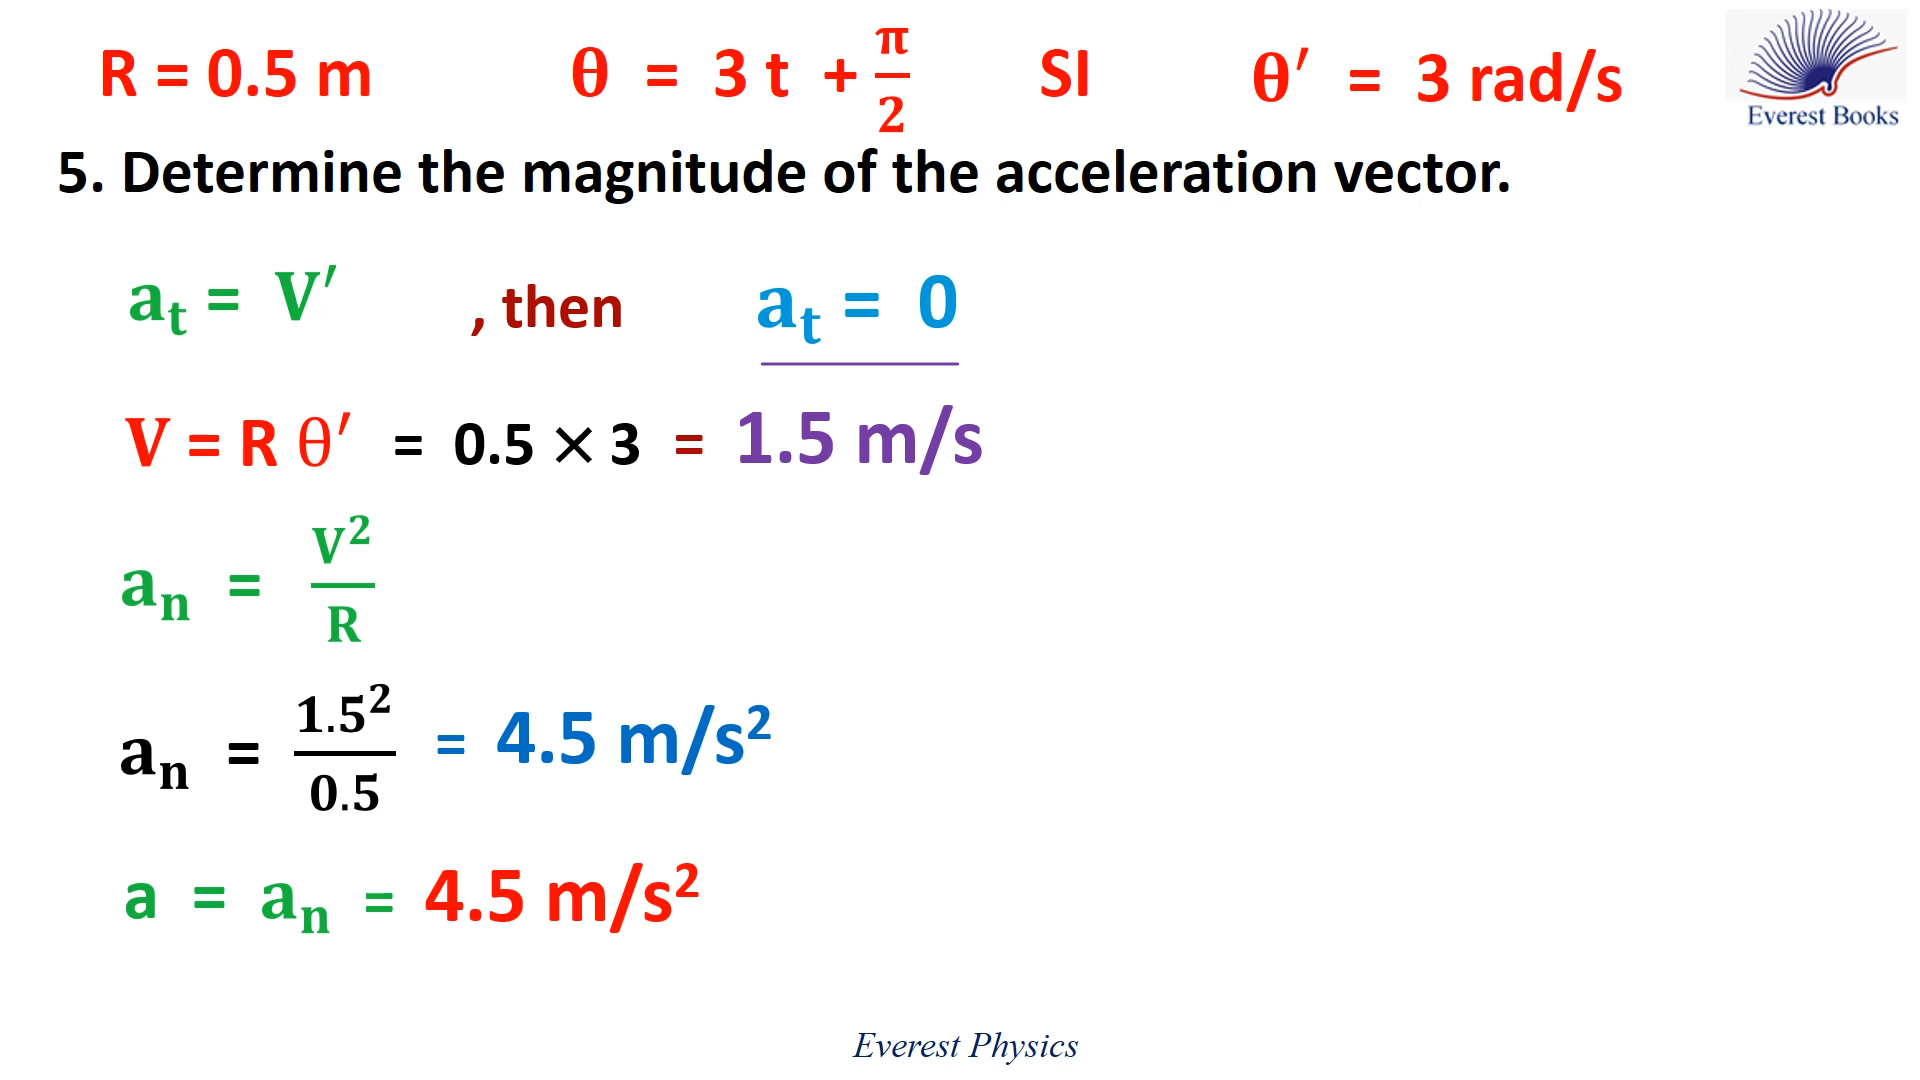 R = 0.5 m θ = 3 t + π/2 SI θ′ = 3 rad/s
Everest Books
5. Determine the magnitude of the acceleration vector.
aₜ = V′ , then aₜ = 0
V = R θ′ = 0.5 × 3 = 1.5 m/s
aₙ = V²/R
aₙ = 1.5²/0.5 = 4.5 m/s²
a = aₙ = 4.5 m/s²
Everest Physics